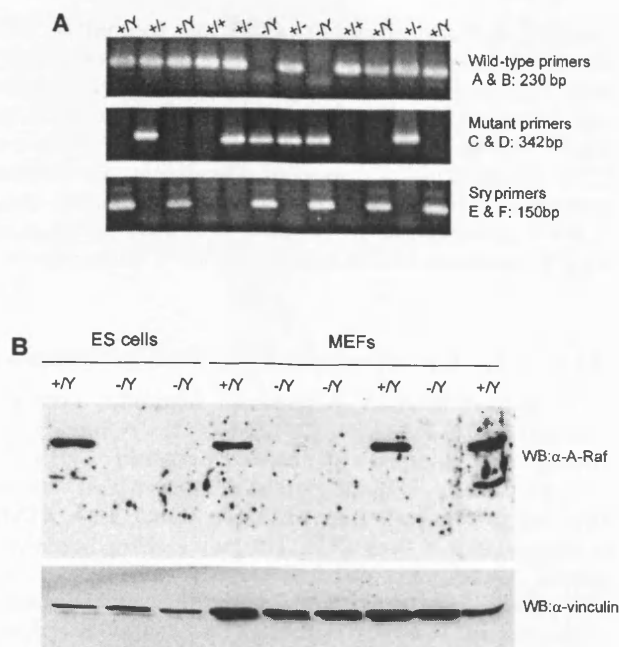 A
+/Y +/- +/Y +/+ +/- -/Y +/- -/Y +/+ +/Y +/- +/Y
Wild-type primers
A & B: 230 bp
Mutant primers
C & D: 342bp
Sry primers
E & F: 150bp
B
ES cells MEFs
+/Y -/Y -/Y +/Y -/Y -/Y +/Y -/Y +/Y
WB:α-A-Raf
WB:α-vinculin